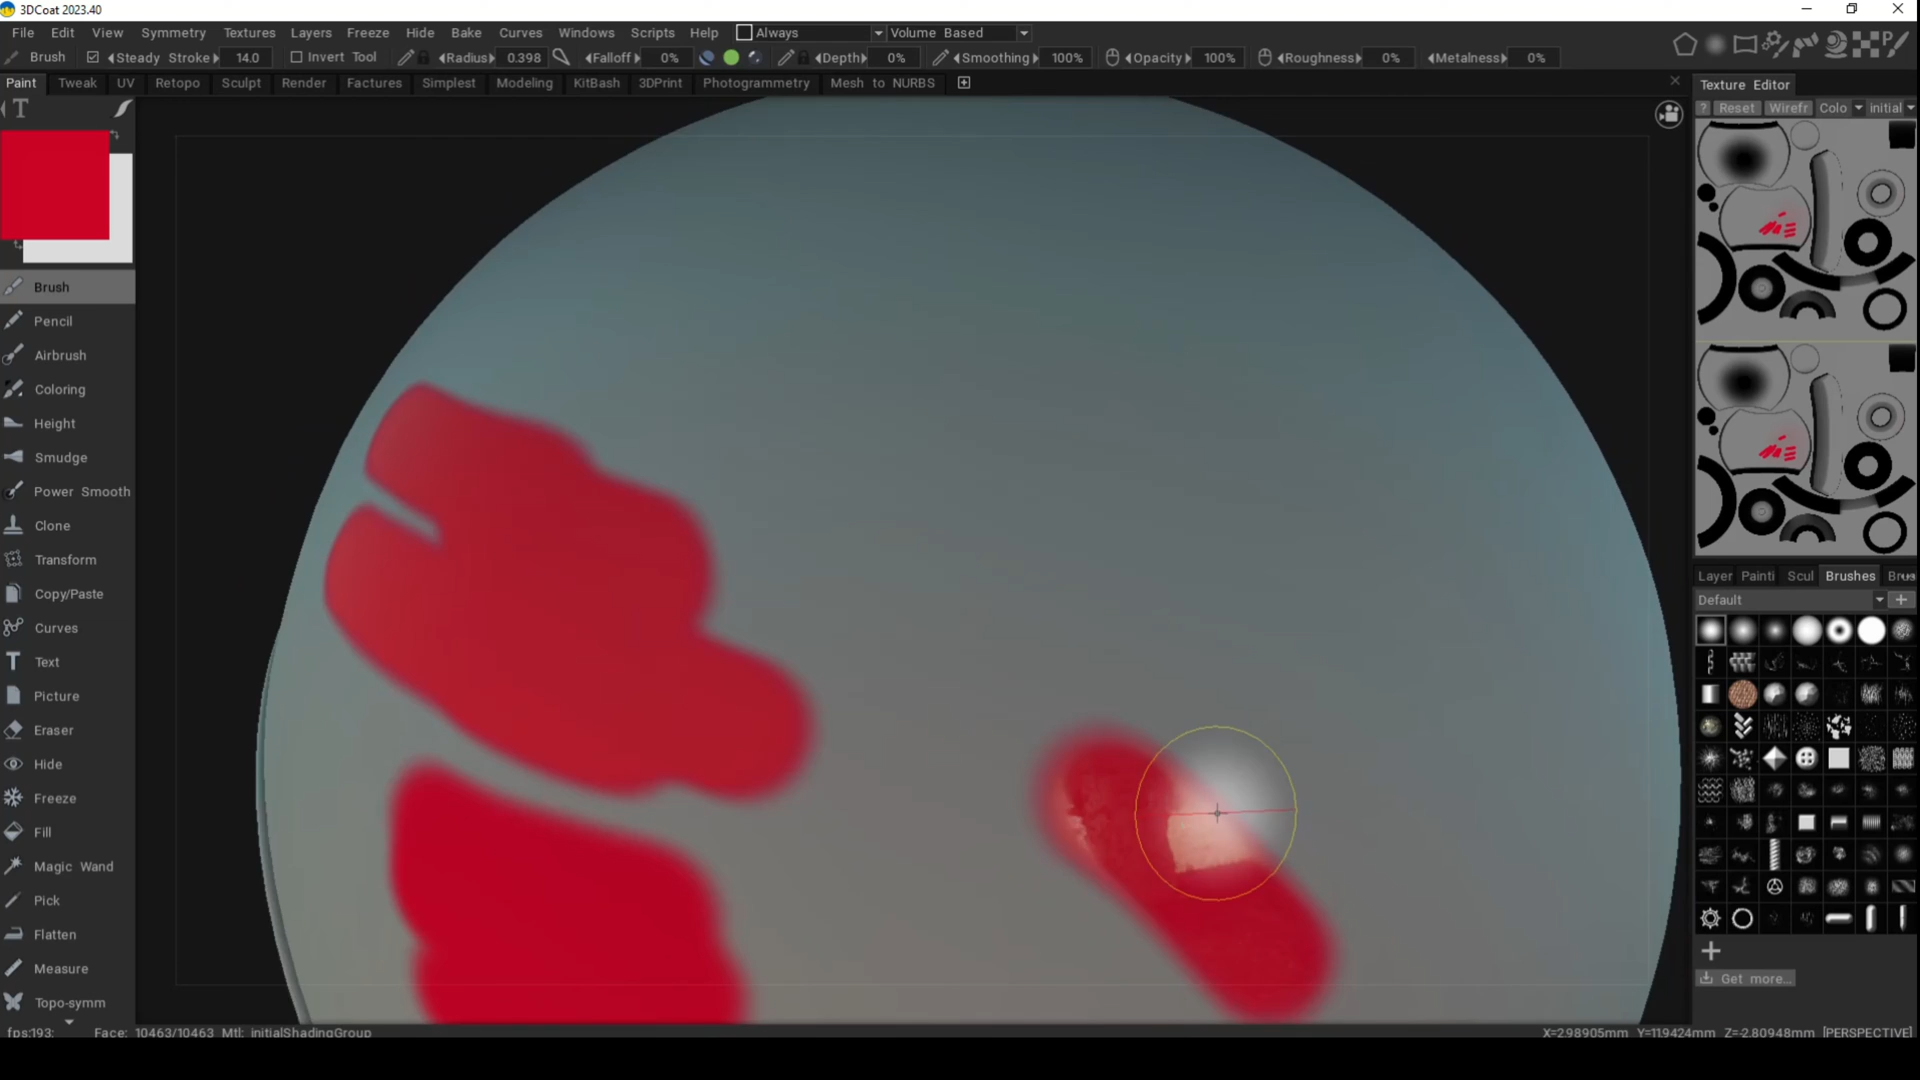 3DCoat 2023.40
File Edit View Symmetry Textures Layers Freeze Hide Bake Curves Windows Scripts Help Always Volume Based
Brush Steady Stroke 14.0 Invert Tool Radius 0.398 Falloff 0% Depth 0% Smoothing 100% Opacity 100% Roughness 0% Metalness 0%
Paint Tweak UV Retopo Sculpt Render Factures Simplest Modeling KitBash 3DPrint Photogrammetry Mesh to NURBS
Texture Editor
? Reset Wirefr Colo initial
T
Brush
Pencil
Airbrush
Coloring
Height
Smudge
Power Smooth
Clone
Transform
Copy/Paste
Curves
Text
Picture
Eraser
Hide
Freeze
Fill
Magic Wand
Pick
Flatten
Measure
Topo-symm
Layer Painti Scul Brushes
Default
Get more...
fps:193; Face: 10463/10463 Mtl: initialShadingGroup
X=2.98905mm Y=11.9424mm Z=-2.80948mm [PERSPECTIVE]